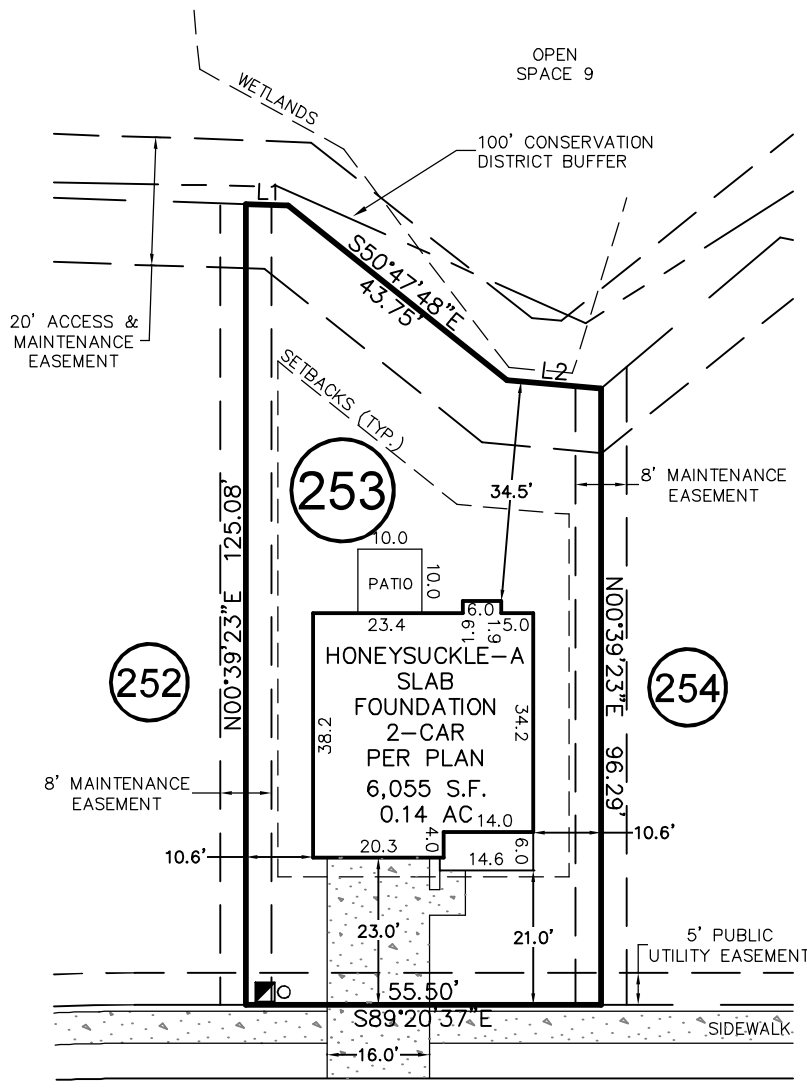 OPEN
SPACE 9
WETLANDS
100' CONSERVATION
DISTRICT BUFFER
L1
S50°47'48"E
43.75'
20' ACCESS &
MAINTENANCE
EASEMENT
L2
SETBACKS (TYP.)
253
34.5'
8' MAINTENANCE
EASEMENT
10.0
10.0
PATIO
23.4
6.0
1.9
1.9
5.0
N00°39'23"E 125.08'
N00°39'23"E 96.29'
252
254
HONEYSUCKLE-A
SLAB
FOUNDATION
2-CAR
PER PLAN
6,055 S.F.
0.14 AC
38.2
34.2
8' MAINTENANCE
EASEMENT
14.0
4.0
20.3
14.6
6.0
10.6'
10.6'
23.0'
21.0'
5' PUBLIC
UTILITY EASEMENT
55.50'
S89°20'37"E
SIDEWALK
16.0'